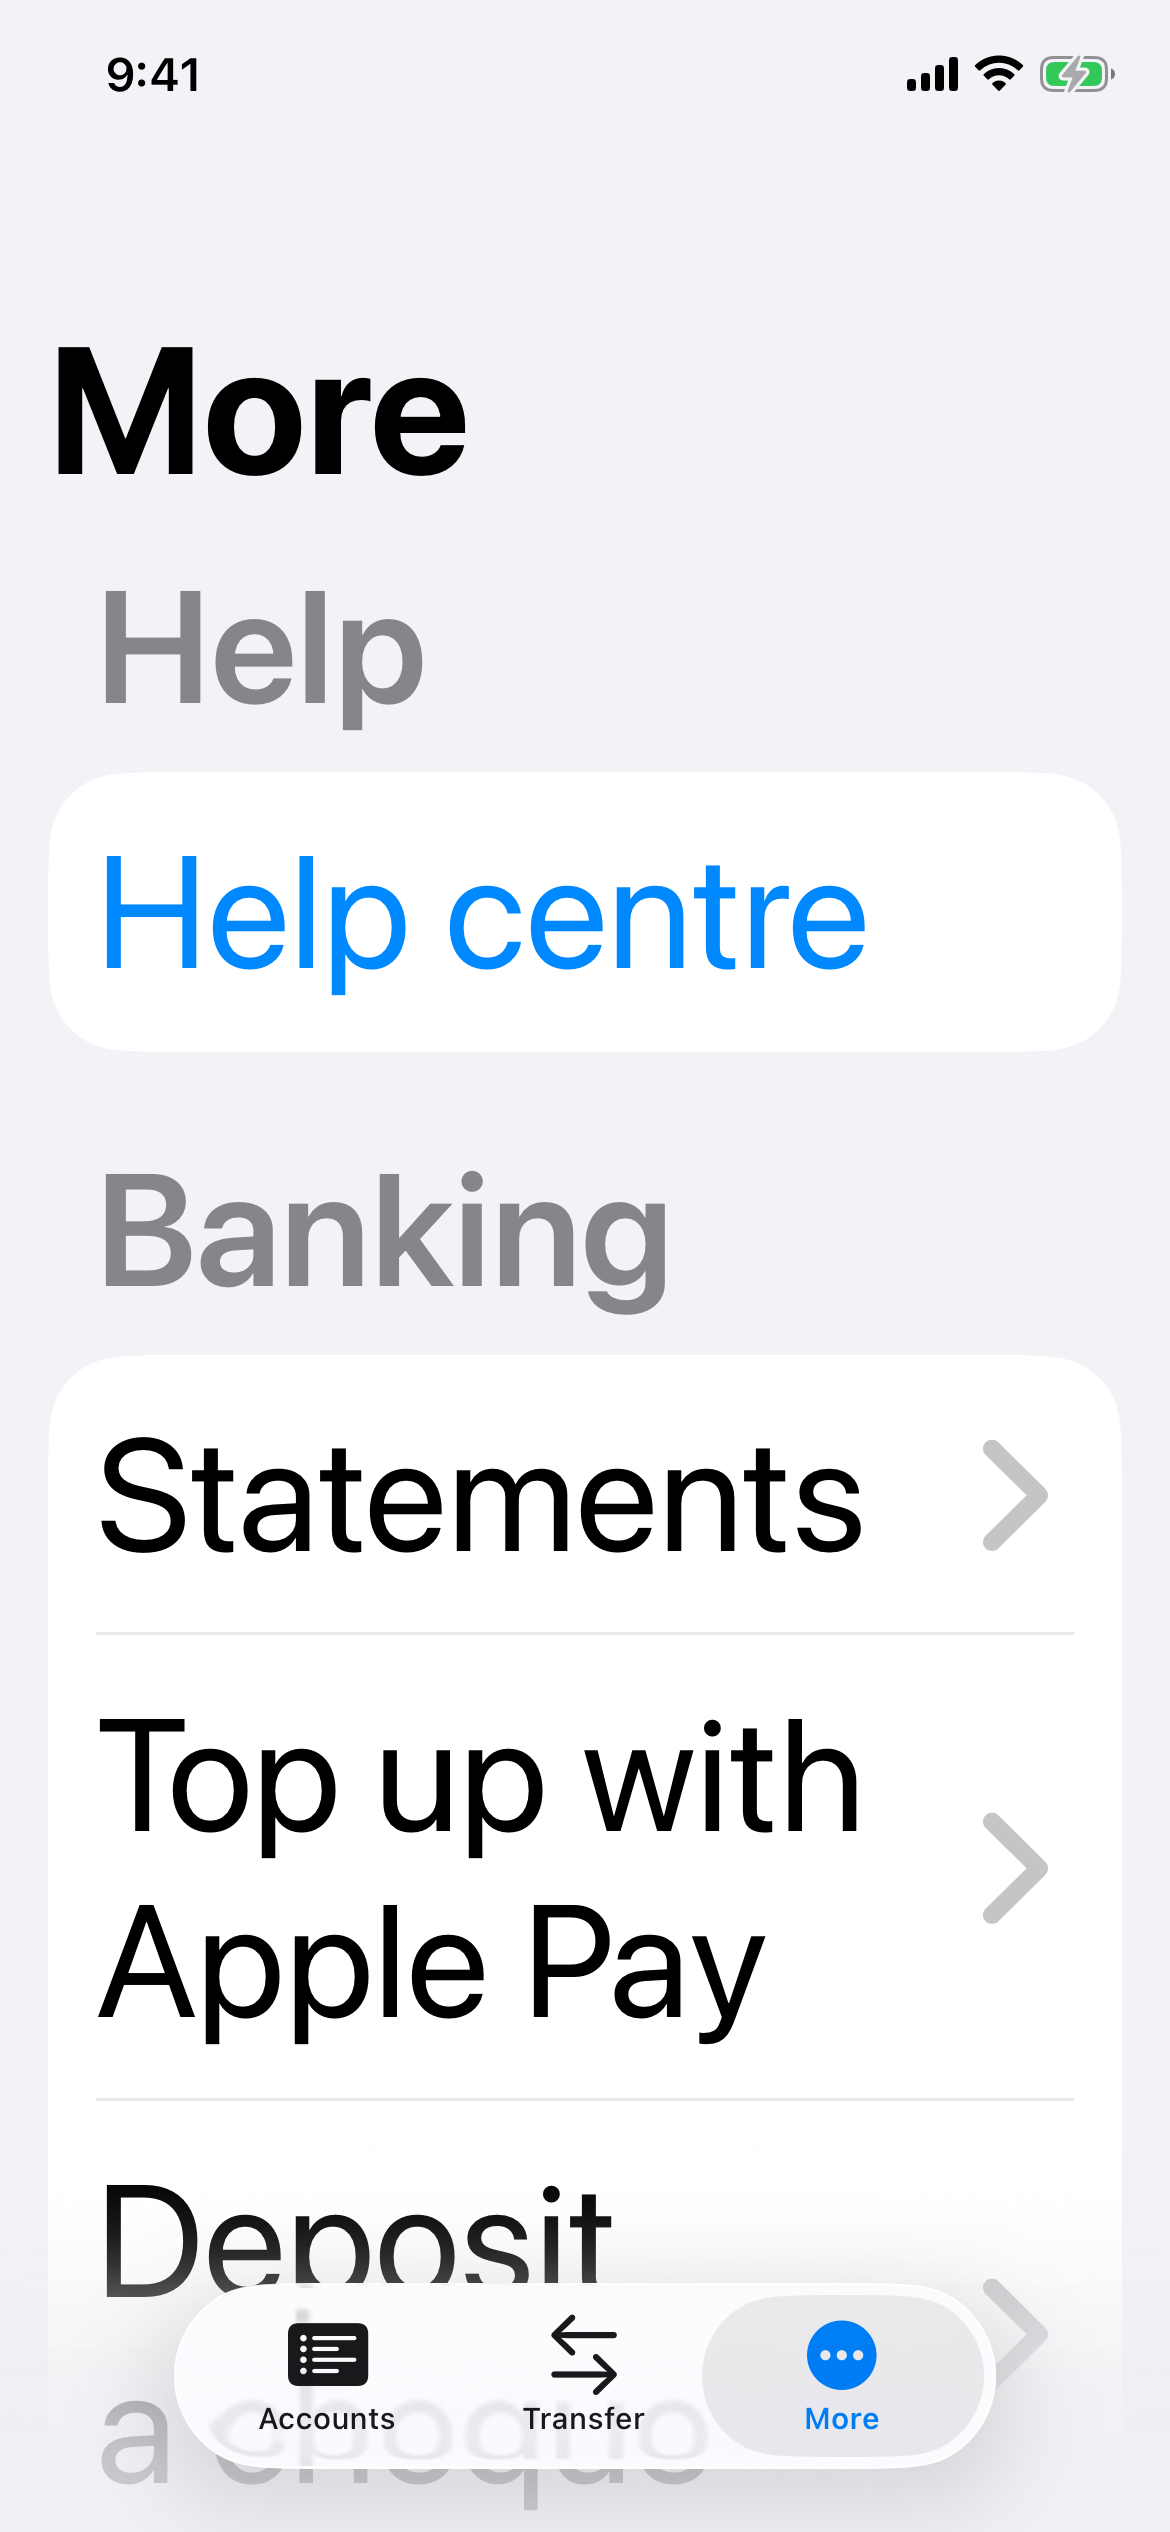 9:41
More
Help
Help centre
Banking
Statements
Top up with
Apple Pay
Deposit
a cheque
Accounts
Transfer
More